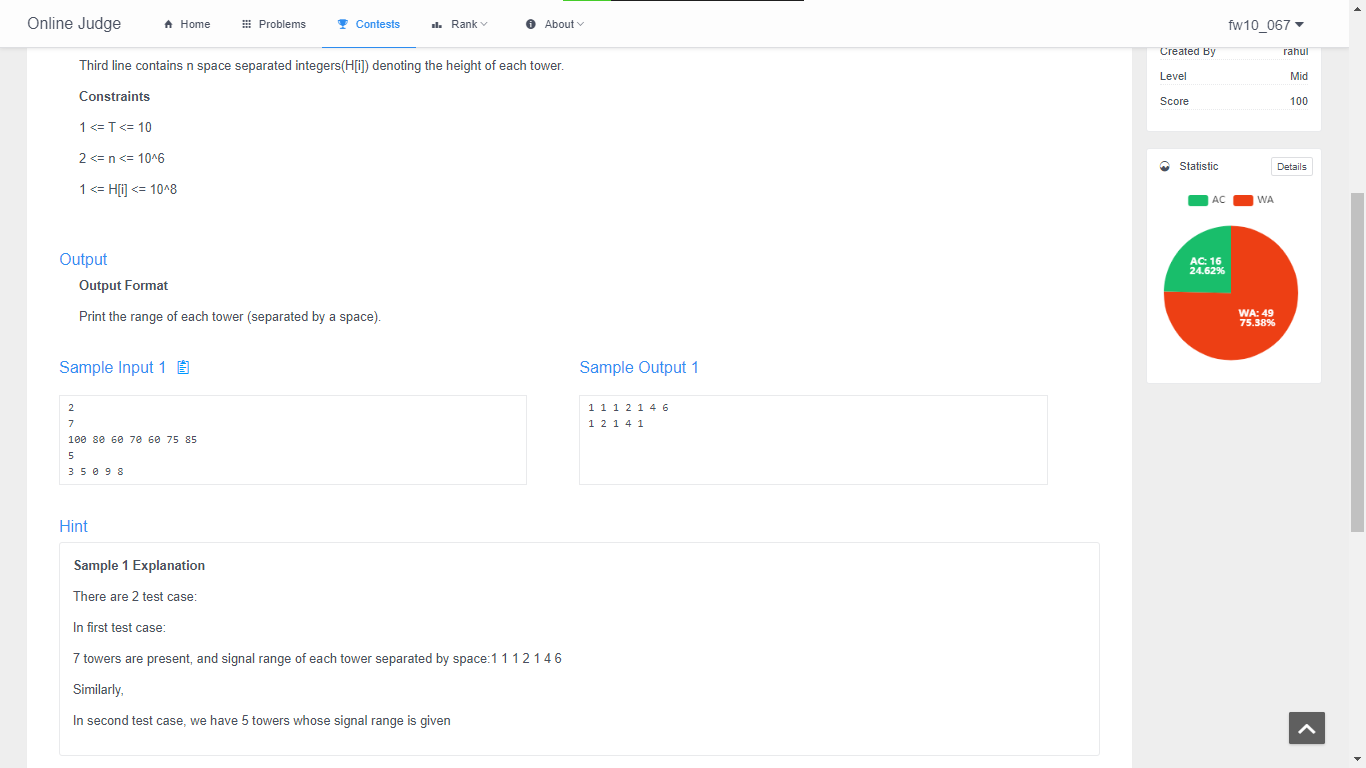 Online Judge
Home
Problems
Contests
Rank
About
fw10_067
Third line contains n space separated integers(H[i]) denoting the height of each tower.
Constraints
1 <= T <= 10
2 <= n <= 10^6
1 <= H[i] <= 10^8
Output
Output Format
Print the range of each tower (separated by a space).
Sample Input 1
2
7
100 80 60 70 60 75 85
5
3 5 0 9 8
Sample Output 1
1 1 1 2 1 4 6
1 2 1 4 1
Hint
Sample 1 Explanation
There are 2 test case:
In first test case:
7 towers are present, and signal range of each tower separated by space:1 1 1 2 1 4 6
Similarly,
In second test case, we have 5 towers whose signal range is given
Created By rahul
Level Mid
Score 100
Statistic
Details
AC WA
AC: 16
24.62%
WA: 49
75.38%